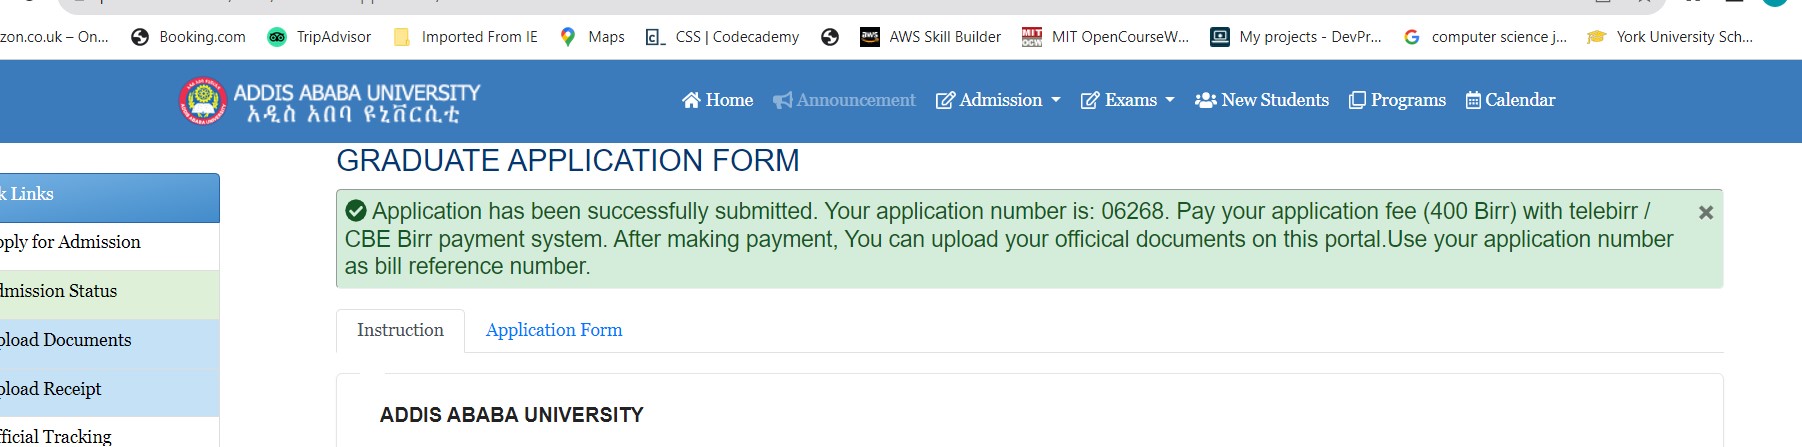 zon.co.uk – On... Booking.com TripAdvisor Imported From IE Maps CSS | Codecademy AWS Skill Builder MIT OpenCourseW... My projects - DevPr... computer science j... York University Sch...
ADDIS ABABA UNIVERSITY
አዲስ አበባ ዩኒቨርሲቲ
Home Announcement Admission Exams New Students Programs Calendar
GRADUATE APPLICATION FORM
Application has been successfully submitted. Your application number is: 06268. Pay your application fee (400 Birr) with telebirr /
CBE Birr payment system. After making payment, You can upload your officical documents on this portal.Use your application number
as bill reference number.
k Links
pply for Admission
dmission Status
pload Documents
pload Receipt
fficial Tracking
Instruction Application Form
ADDIS ABABA UNIVERSITY